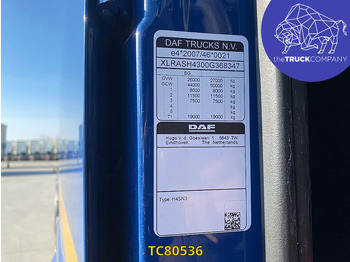 theTRUCKCOMPANY
DAF TRUCKS N.V.
e4*2007/46*0021
XLRASH4300G368347
BG
GVW 26000 27000 kg
GCW 44000 50000 kg
1 8000 8000 kg
2 11500 11500 kg
3 7500 7500 kg
T1 19000 19000 kg
DAF
Hugo v.d. Goeslaan 1 5643 TW
Eindhoven The Netherlands
Type: H4SN3
TC80536